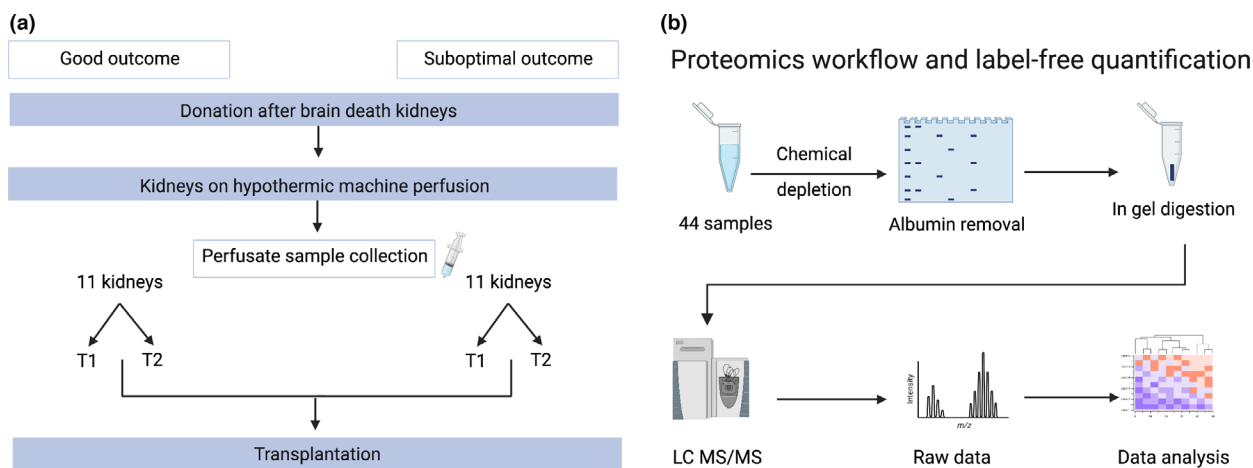 (a)
Good outcome
Suboptimal outcome
Donation after brain death kidneys
Kidneys on hypothermic machine perfusion
Perfusate sample collection
11 kidneys
11 kidneys
T1
T2
T1
T2
Transplantation
(b)
Proteomics workflow and label-free quantification
Chemical
depletion
44 samples
Albumin removal
In gel digestion
Intensity
m/z
LC MS/MS
Raw data
Data analysis